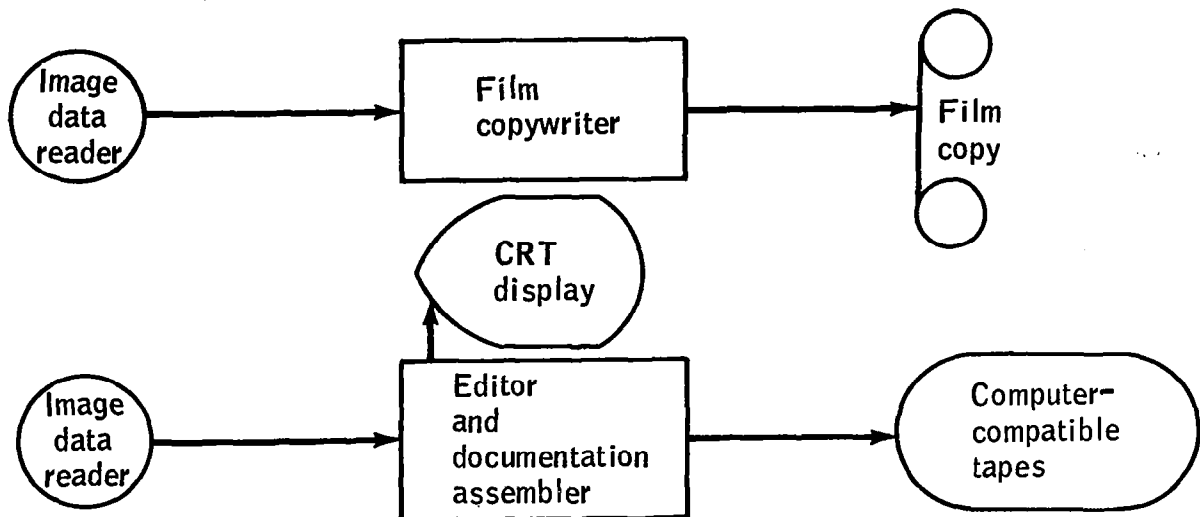 Image
data
reader
Film
copywriter
Film
copy
CRT
display
Image
data
reader
Editor
and
documentation
assembler
Computer-
compatible
tapes